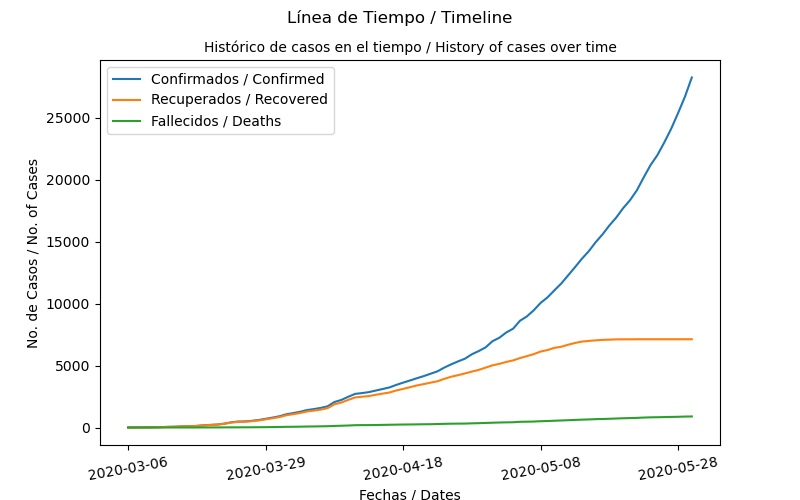 Línea de Tiempo / Timeline
Histórico de casos en el tiempo / History of cases over time
Confirmados / Confirmed
Recuperados / Recovered
Fallecidos / Deaths
No. de Casos / No. of Cases
25000
20000
15000
10000
5000
0
2020-03-06
2020-03-29
2020-04-18
2020-05-08
2020-05-28
Fechas / Dates